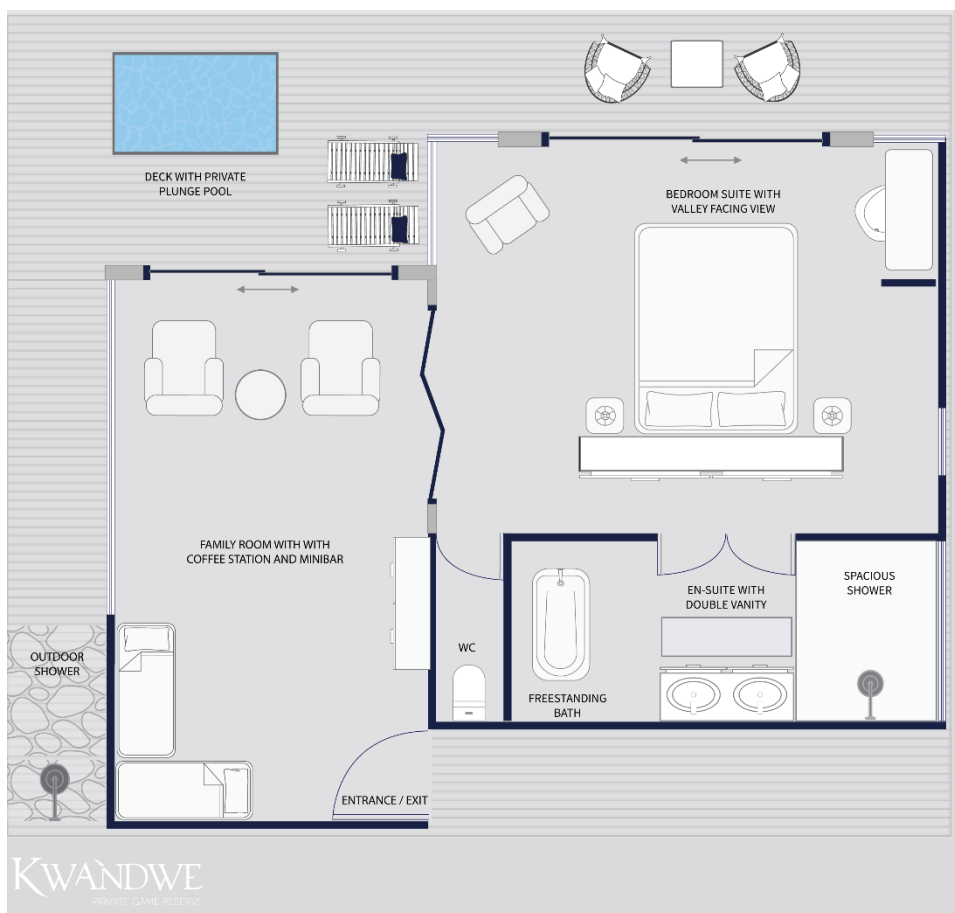 DECK WITH PRIVATE
PLUNGE POOL
BEDROOM SUITE WITH
VALLEY FACING VIEW
FAMILY ROOM WITH WITH
COFFEE STATION AND MINIBAR
EN-SUITE WITH
DOUBLE VANITY
SPACIOUS
SHOWER
OUTDOOR
SHOWER
WC
FREESTANDING
BATH
ENTRANCE / EXIT
KWANDWE
PRIVATE GAME RESERVE